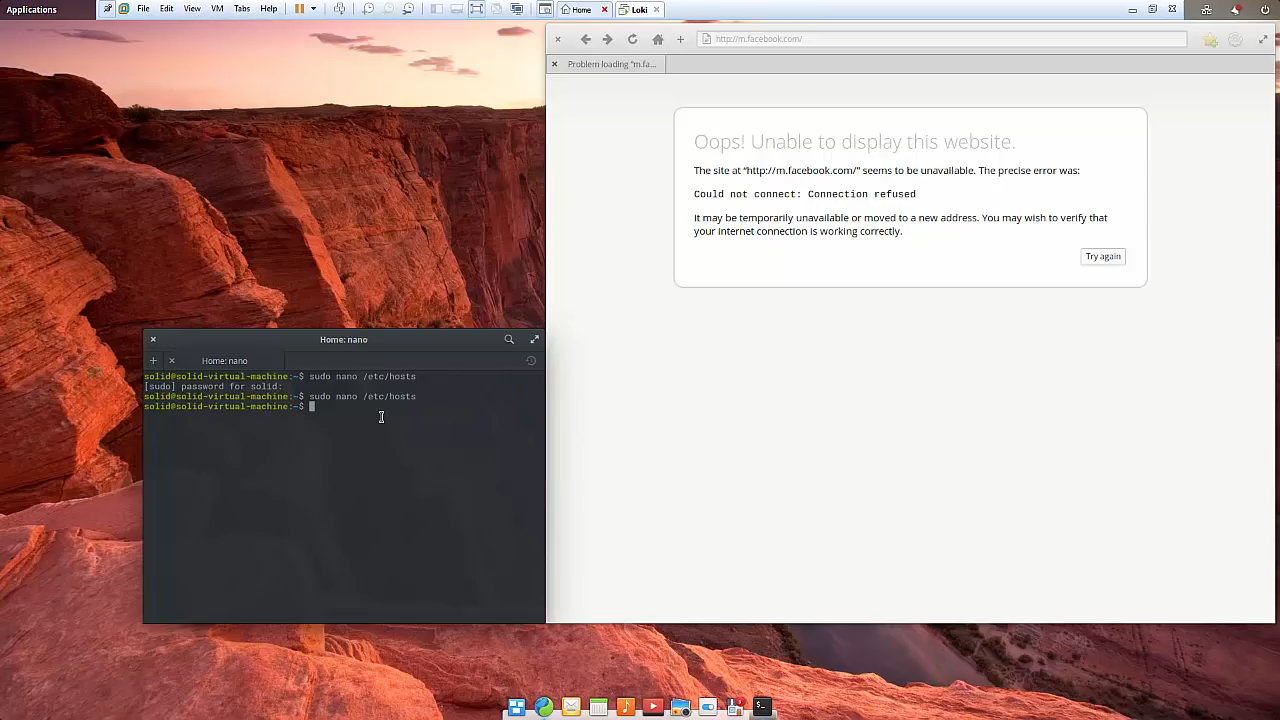 Applications
File Edit View VM Tabs Help
Home
Loki
http://m.facebook.com/
Problem loading “m.fa...
Oops! Unable to display this website.
The site at “http://m.facebook.com/” seems to be unavailable. The precise error was:
Could not connect: Connection refused
It may be temporarily unavailable or moved to a new address. You may wish to verify that
your internet connection is working correctly.
Try again
Home: nano
Home: nano
solid@solid-virtual-machine:~$ sudo nano /etc/hosts
[sudo] password for solid:
solid@solid-virtual-machine:~$ sudo nano /etc/hosts
solid@solid-virtual-machine:~$